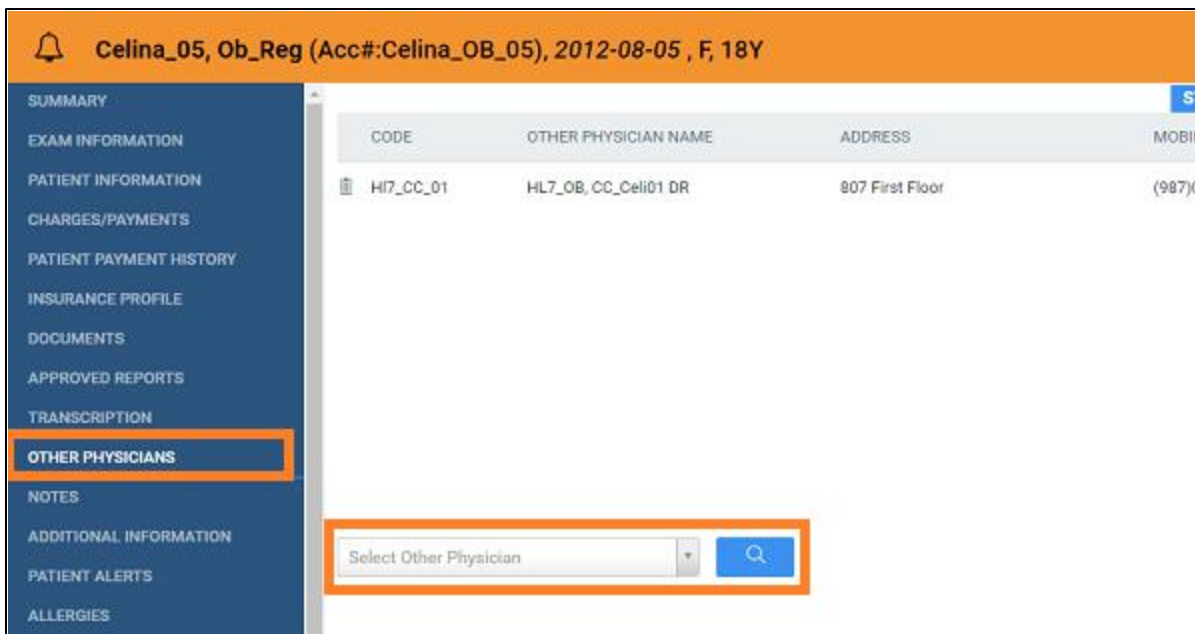 Celina_05, Ob_Reg (Acc#:Celina_OB_05), 2012-08-05 , F, 18Y
SUMMARY
EXAM INFORMATION
PATIENT INFORMATION
CHARGES/PAYMENTS
PATIENT PAYMENT HISTORY
INSURANCE PROFILE
DOCUMENTS
APPROVED REPORTS
TRANSCRIPTION
OTHER PHYSICIANS
NOTES
ADDITIONAL INFORMATION
PATIENT ALERTS
ALLERGIES
CODE OTHER PHYSICIAN NAME ADDRESS
Hl7_CC_01 HL7_OB, CC_Celi01 DR 807 First Floor
Select Other Physician